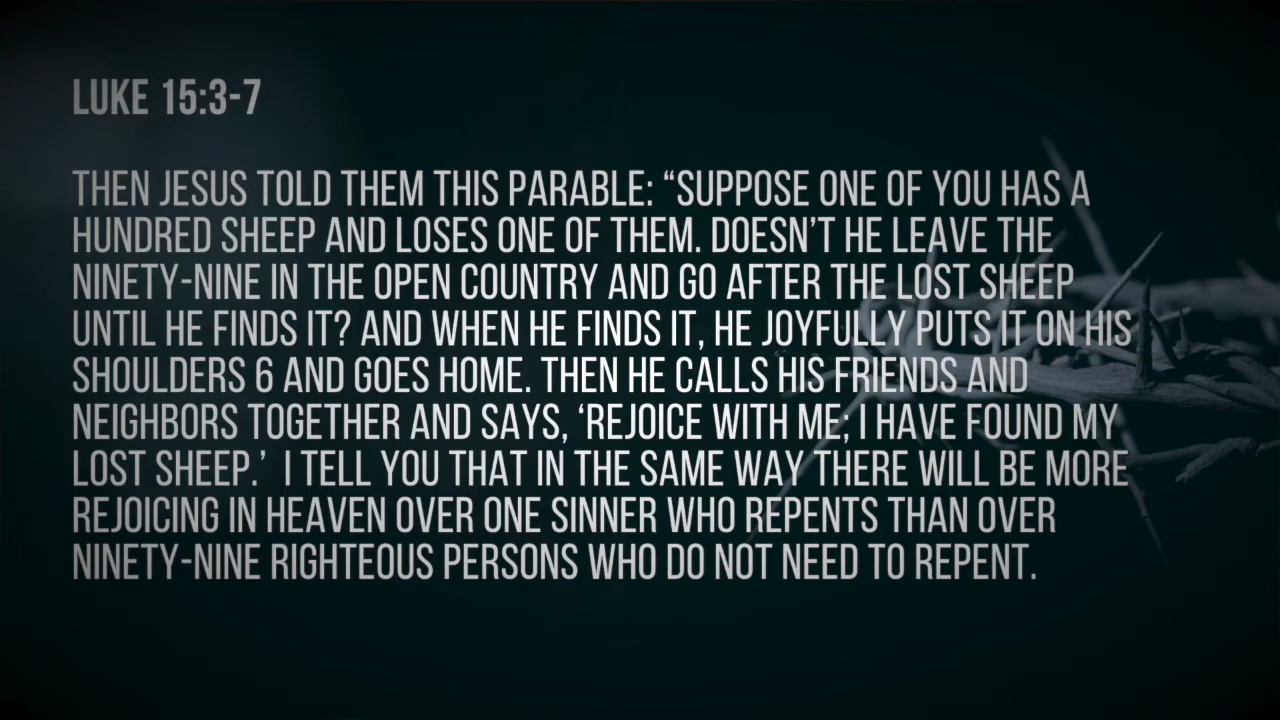 LUKE 15:3-7
THEN JESUS TOLD THEM THIS PARABLE: “SUPPOSE ONE OF YOU HAS A
HUNDRED SHEEP AND LOSES ONE OF THEM. DOESN’T HE LEAVE THE
NINETY-NINE IN THE OPEN COUNTRY AND GO AFTER THE LOST SHEEP
UNTIL HE FINDS IT? AND WHEN HE FINDS IT, HE JOYFULLY PUTS IT ON HIS
SHOULDERS 6 AND GOES HOME. THEN HE CALLS HIS FRIENDS AND
NEIGHBORS TOGETHER AND SAYS, ‘REJOICE WITH ME; I HAVE FOUND MY
LOST SHEEP.’ I TELL YOU THAT IN THE SAME WAY THERE WILL BE MORE
REJOICING IN HEAVEN OVER ONE SINNER WHO REPENTS THAN OVER
NINETY-NINE RIGHTEOUS PERSONS WHO DO NOT NEED TO REPENT.